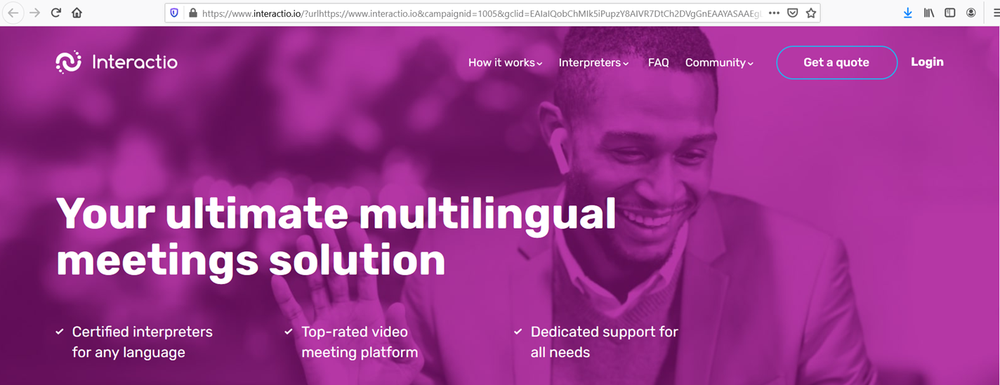 https://www.interactio.io/?urlhttps://www.interactio.io&campaignid=1005&gclid=EAIaIQobChMIk5iPupzY8AIVR7DtCh2DVgGnEAAYASAAEgL
Interactio
How it works
Interpreters
FAQ
Community
Get a quote
Login
Your ultimate multilingual
meetings solution
Certified interpreters
for any language
Top-rated video
meeting platform
Dedicated support for
all needs